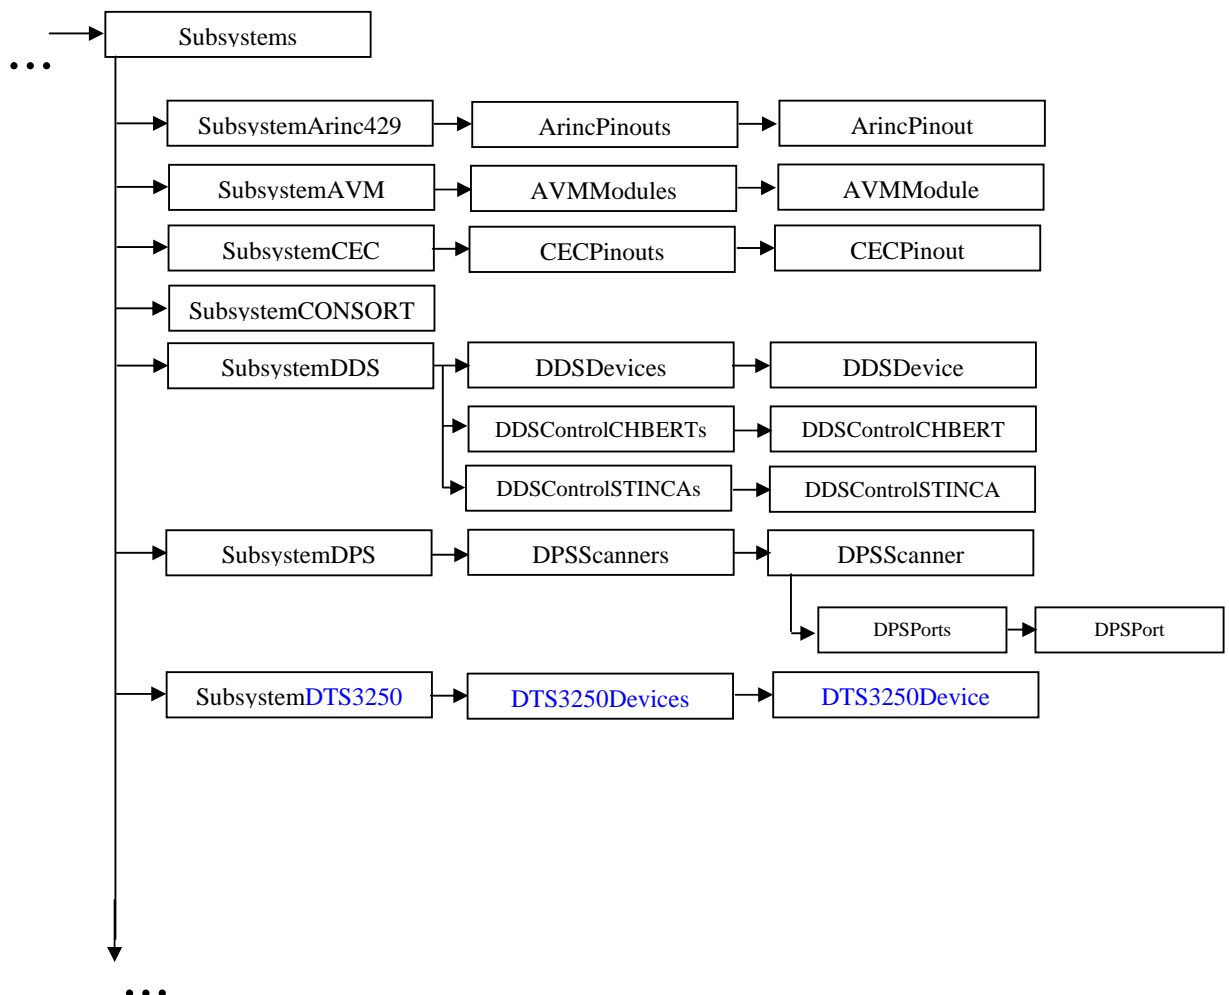 Subsystems
...
SubsystemArinc429 ArincPinouts ArincPinout
SubsystemAVM AVMModules AVMModule
SubsystemCEC CECPinouts CECPinout
SubsystemCONSORT
SubsystemDDS DDSDevices DDSDevice
DDSControlCHBERTs DDSControlCHBERT
DDSControlSTINCAs DDSControlSTINCA
SubsystemDPS DPSScanners DPSScanner
DPSPorts DPSPort
SubsystemDTS3250 DTS3250Devices DTS3250Device
...